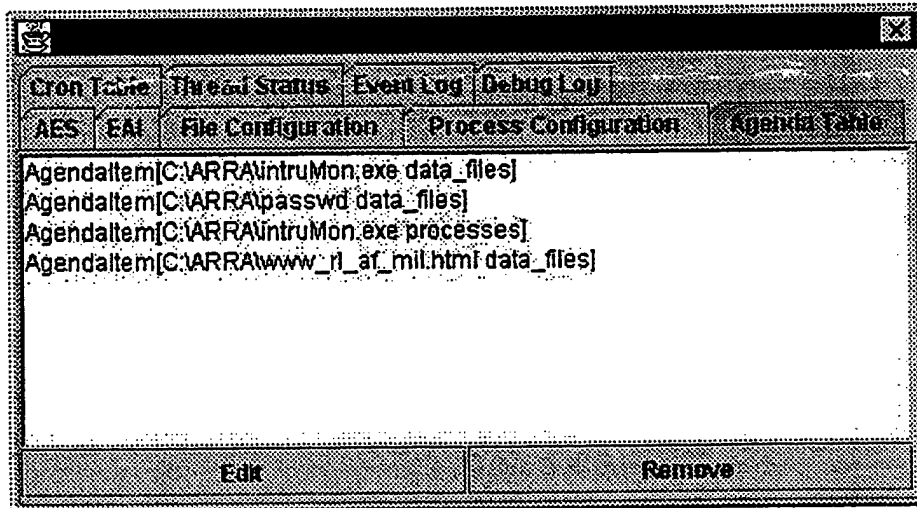 Cron Table Thread Status Event Log Debug Log
AES EAI File Configuration Process Configuration Agenda Table
AgendaItem[C:\ARRA\intruMon.exe data_files]
AgendaItem[C:\ARRA\passwd data_files]
AgendaItem[C:\ARRA\intruMon.exe processes]
AgendaItem[C:\ARRA\www_rl_af_mil.html data_files]
Edit Remove